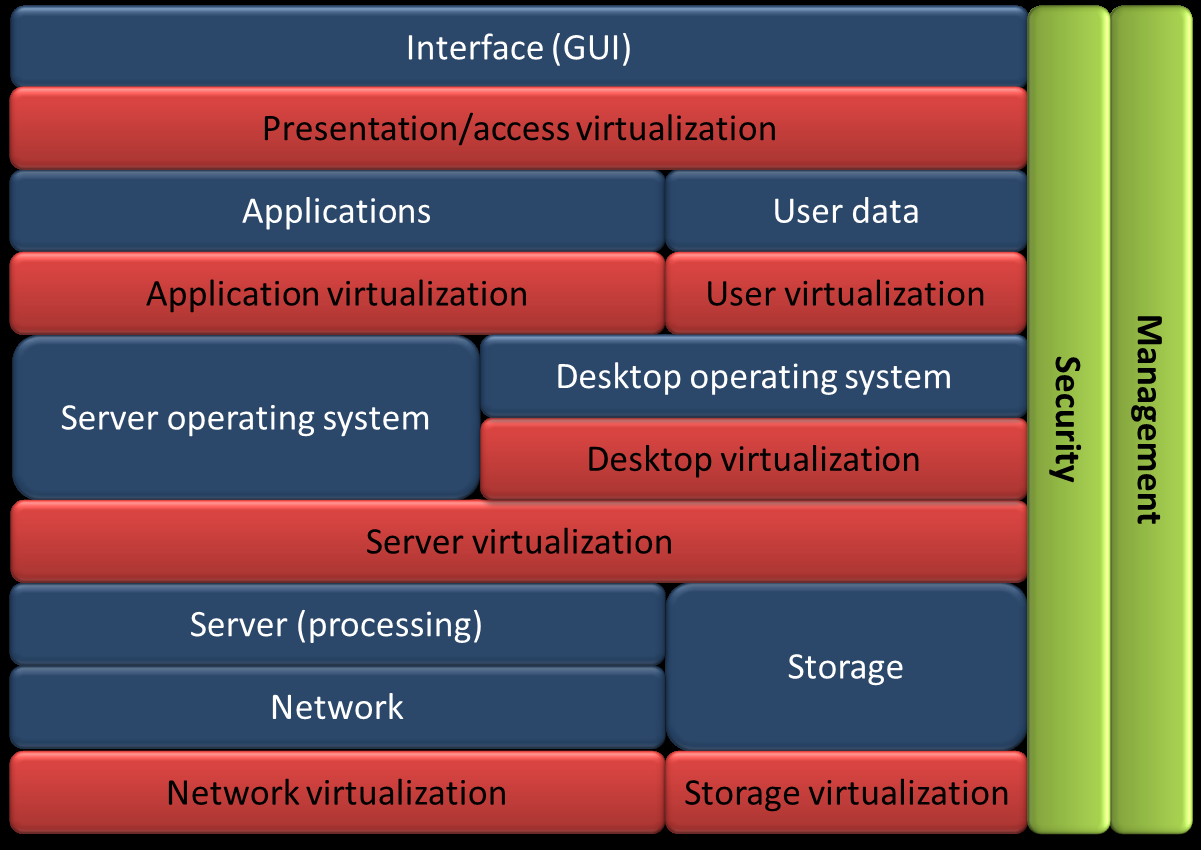 Interface (GUI)
Presentation/access virtualization
Applications
User data
Application virtualization
User virtualization
Server operating system
Desktop operating system
Desktop virtualization
Server virtualization
Server (processing)
Storage
Network
Network virtualization
Storage virtualization
Security
Management